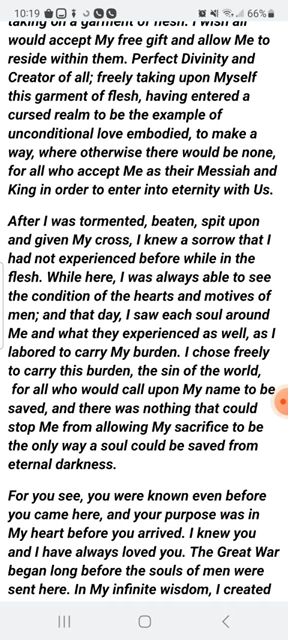 10:19 66%
taking on a garment of flesh. I wish all
would accept My free gift and allow Me to
reside within them. Perfect Divinity and
Creator of all; freely taking upon Myself
this garment of flesh, having entered a
cursed realm to be the example of
unconditional love embodied, to make a
way, where otherwise there would be none,
for all who accept Me as their Messiah and
King in order to enter into eternity with Us.
After I was tormented, beaten, spit upon
and given My cross, I knew a sorrow that I
had not experienced before while in the
flesh. While here, I was always able to see
the condition of the hearts and motives of
men; and that day, I saw each soul around
Me and what they experienced as well, as I
labored to carry My burden. I chose freely
to carry this burden, the sin of the world,
for all who would call upon My name to be
saved, and there was nothing that could
stop Me from allowing My sacrifice to be
the only way a soul could be saved from
eternal darkness.
For you see, you were known even before
you came here, and your purpose was in
My heart before you arrived. I knew you
and I have always loved you. The Great War
began long before the souls of men were
sent here. In My infinite wisdom, I created